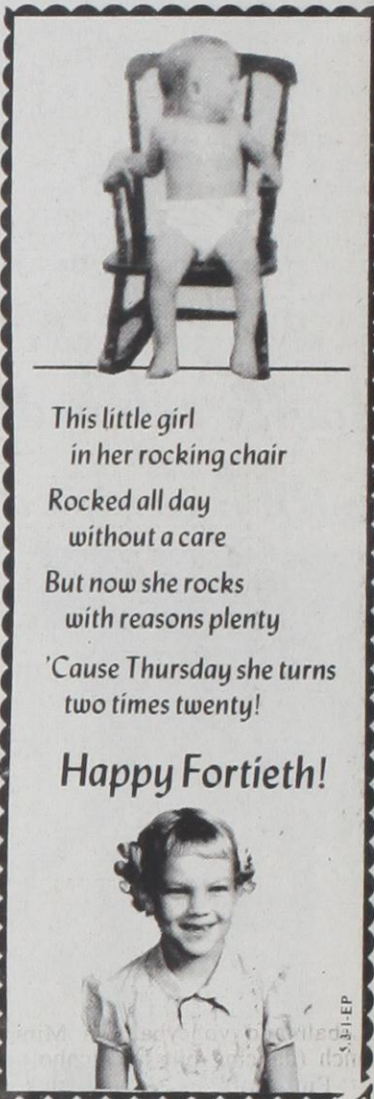 This little girl
in her rocking chair
Rocked all day
without a care
But now she rocks
with reasons plenty
'Cause Thursday she turns
two times twenty!
Happy Fortieth!